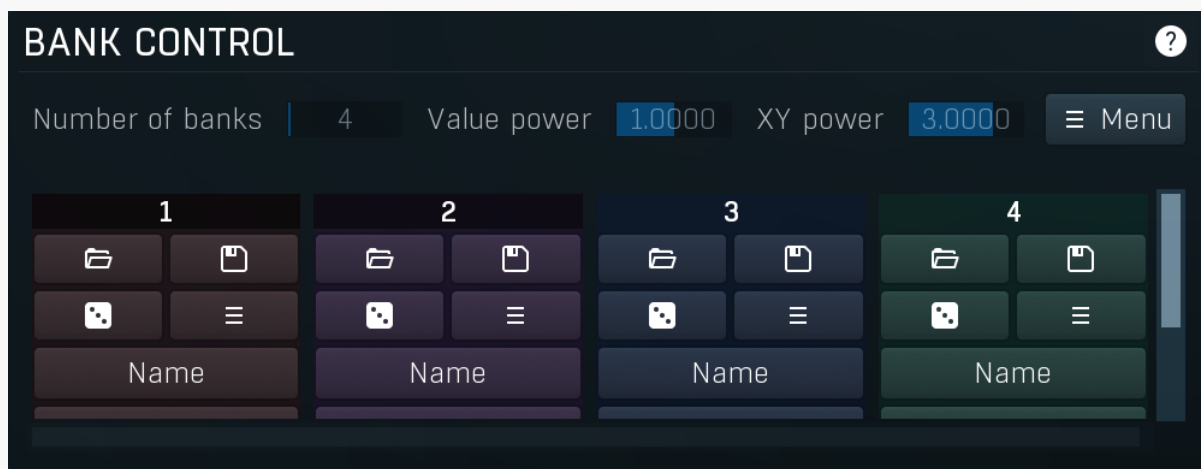 BANK CONTROL ?
Number of banks 4 Value power 1.0000 XY power 3.0000 Menu
1 2 3 4
Name Name Name Name